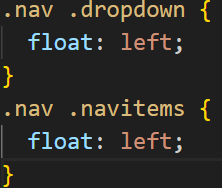 .nav .dropdown {
  float: left;
}
.nav .navitems {
  float: left;
}